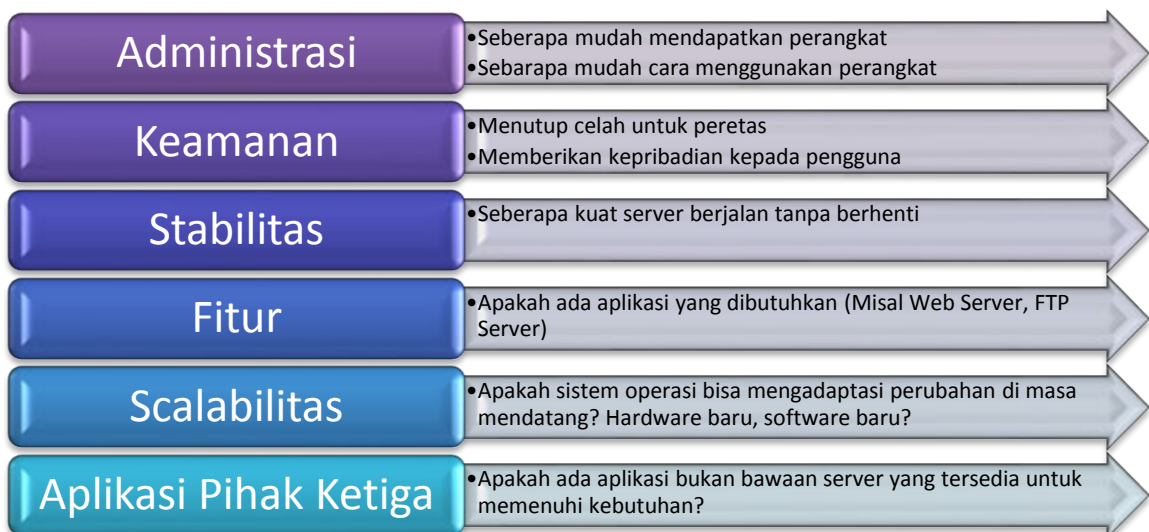 Administrasi
•Seberapa mudah mendapatkan perangkat
•Sebarapa mudah cara menggunakan perangkat
Keamanan
•Menutup celah untuk peretas
•Memberikan kepribadian kepada pengguna
Stabilitas
•Seberapa kuat server berjalan tanpa berhenti
Fitur
•Apakah ada aplikasi yang dibutuhkan (Misal Web Server, FTP
Server)
Scalabilitas
•Apakah sistem operasi bisa mengadaptasi perubahan di masa
mendatang? Hardware baru, software baru?
Aplikasi Pihak Ketiga
•Apakah ada aplikasi bukan bawaan server yang tersedia untuk
memenuhi kebutuhan?